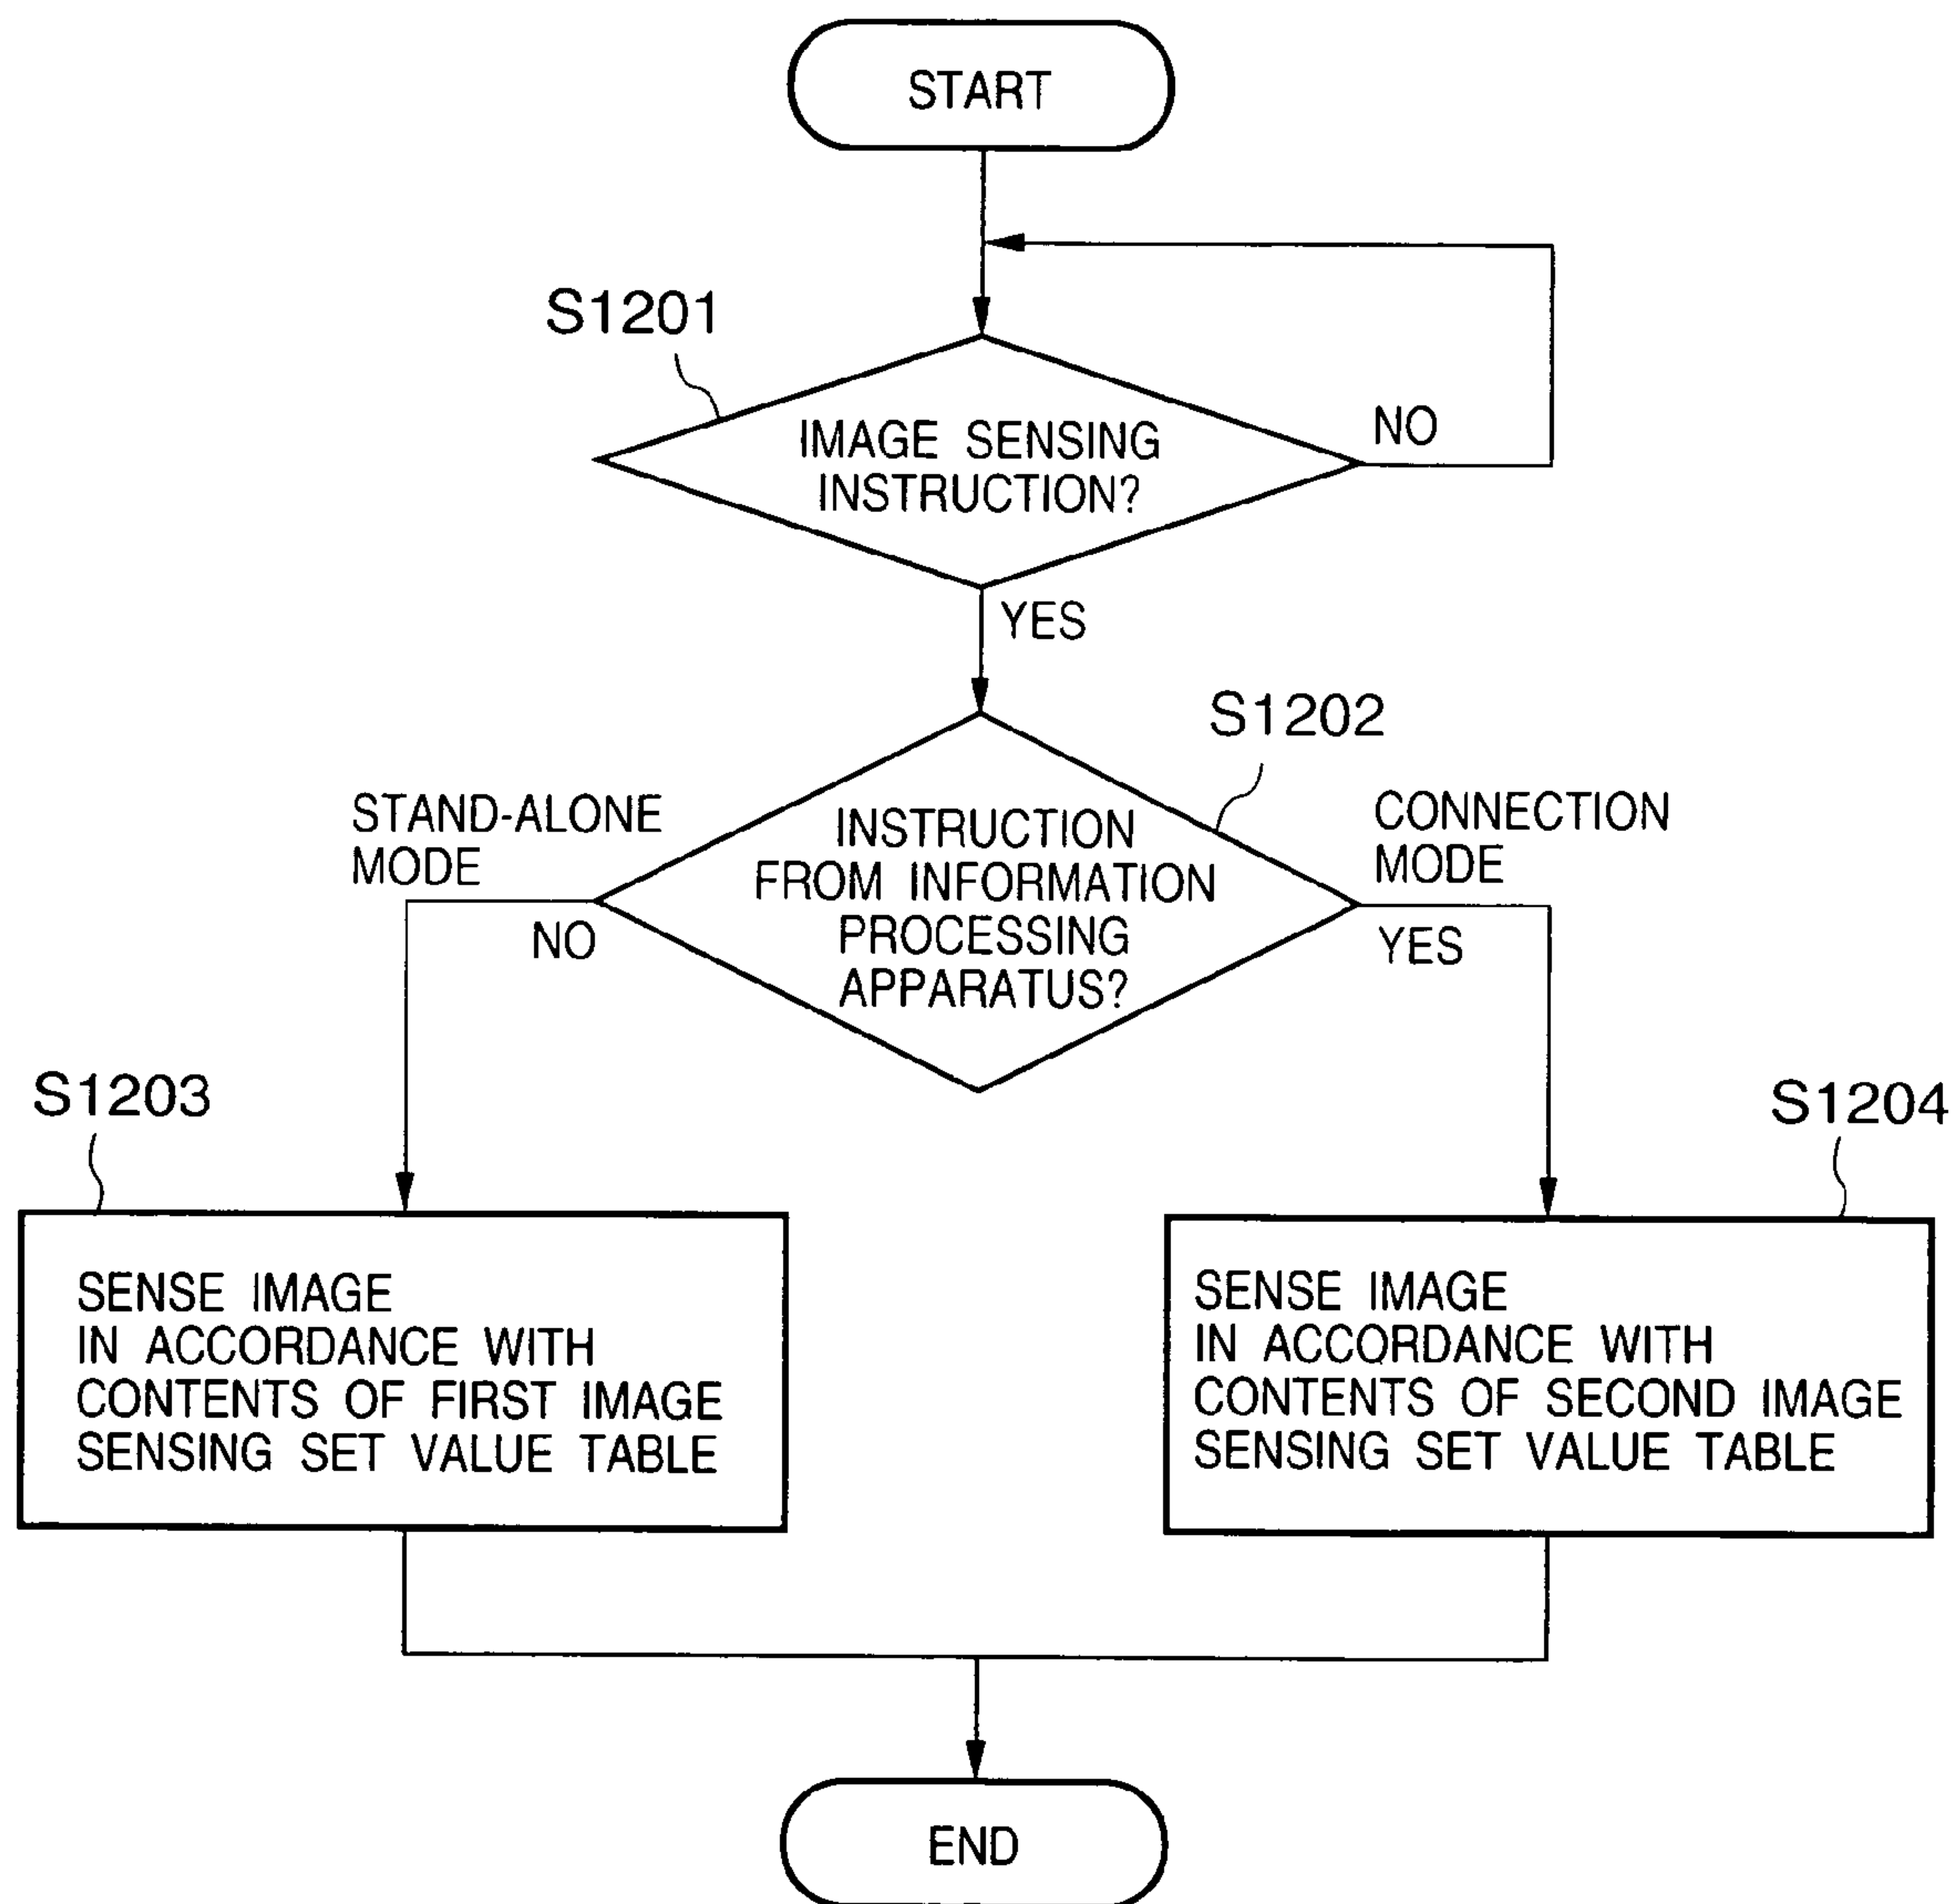 START
S1201
IMAGE SENSING
INSTRUCTION?
NO
YES
S1202
STAND-ALONE
MODE
INSTRUCTION
FROM INFORMATION
PROCESSING
APPARATUS?
CONNECTION
MODE
NO
YES
S1203
SENSE IMAGE
IN ACCORDANCE WITH
CONTENTS OF FIRST IMAGE
SENSING SET VALUE TABLE
S1204
SENSE IMAGE
IN ACCORDANCE WITH
CONTENTS OF SECOND IMAGE
SENSING SET VALUE TABLE
END